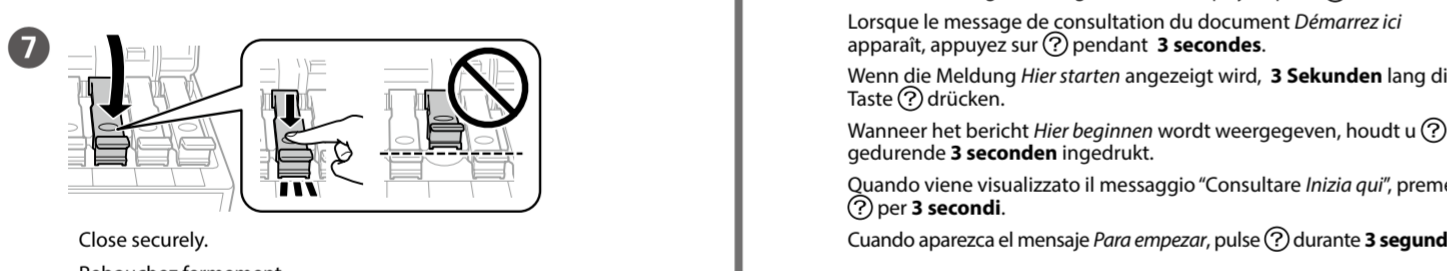 7
Close securely.
Rebouchez fermement.
Lorsque le message de consultation du document Démarrez ici
apparaît, appuyez sur ? pendant 3 secondes.
Wenn die Meldung Hier starten angezeigt wird, 3 Sekunden lang di
Taste ? drücken.
Wanneer het bericht Hier beginnen wordt weergegeven, houdt u ?
gedurende 3 seconden ingedrukt.
Quando viene visualizzato il messaggio “Consultare Inizia qui”, preme
? per 3 secondi.
Cuando aparezca el mensaje Para empezar, pulse ? durante 3 segund